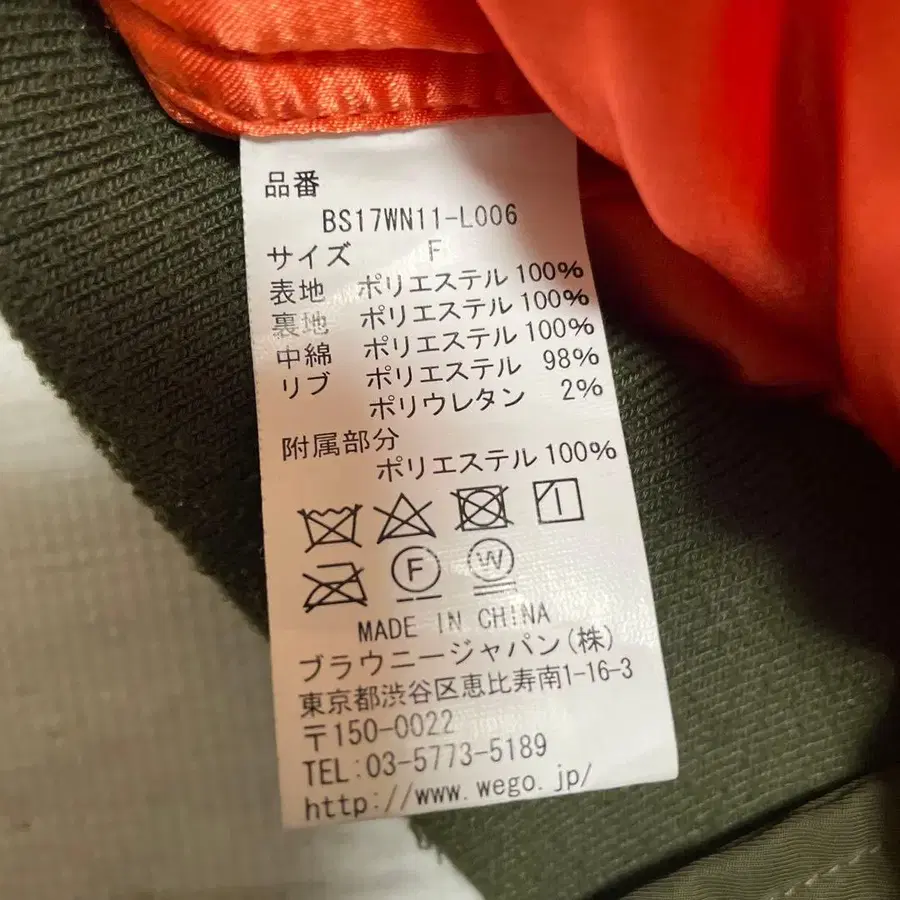 品番
BS17WN11-L006
サイズ F
表地 ポリエステル 100%
裏地 ポリエステル 100%
中綿 ポリエステル 100%
リブ ポリエステル 98%
ポリウレタン 2%
附属部分
ポリエステル 100%
F W
MADE IN CHINA
ブラウニージャパン(株)
東京都渋谷区恵比寿南1-16-3
〒150-0022
TEL:03-5773-5189
http://www.wego.jp/